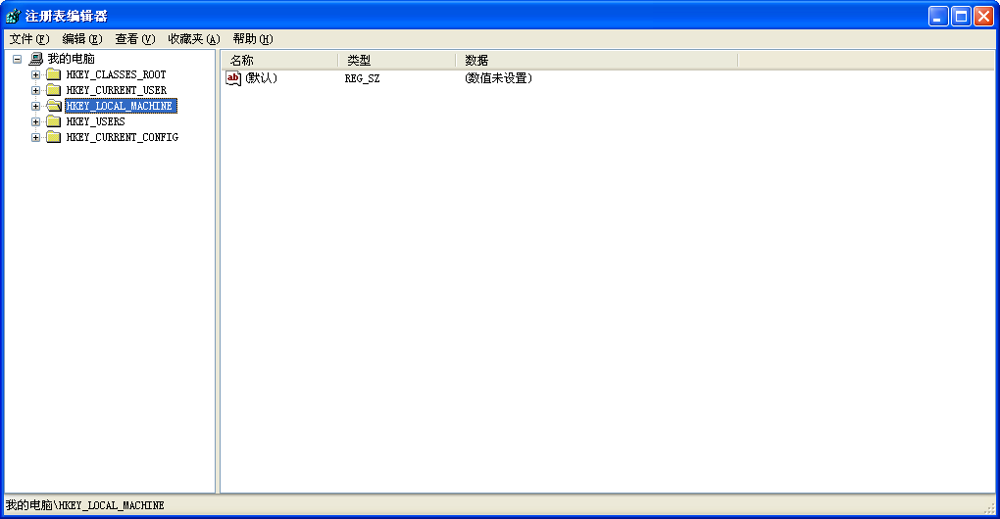 注册表编辑器
文件(F) 编辑(E) 查看(V) 收藏夹(A) 帮助(H)
我的电脑
HKEY_CLASSES_ROOT
HKEY_CURRENT_USER
HKEY_LOCAL_MACHINE
HKEY_USERS
HKEY_CURRENT_CONFIG
名称 类型 数据
ab (默认) REG_SZ (数值未设置)
我的电脑\HKEY_LOCAL_MACHINE